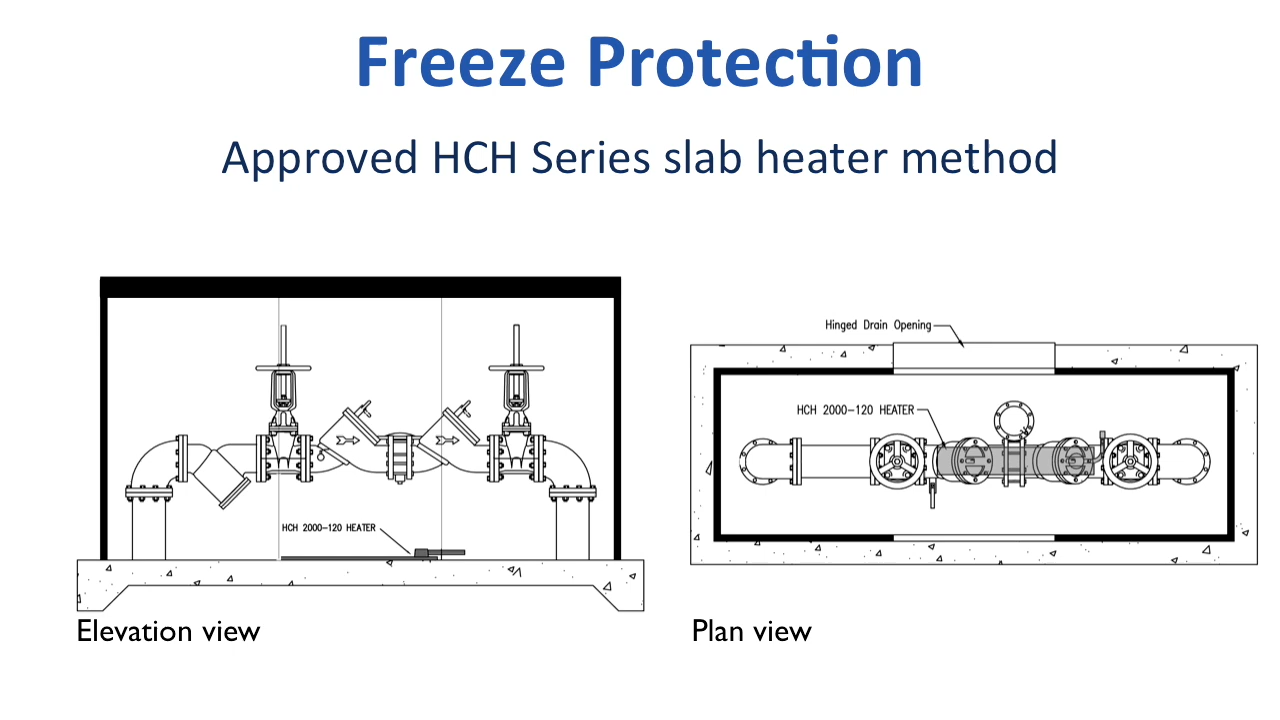 Freeze Protection
Approved HCH Series slab heater method
Hinged Drain Opening
HCH 2000-120 HEATER
HCH 2000-120 HEATER
Elevation view
Plan view